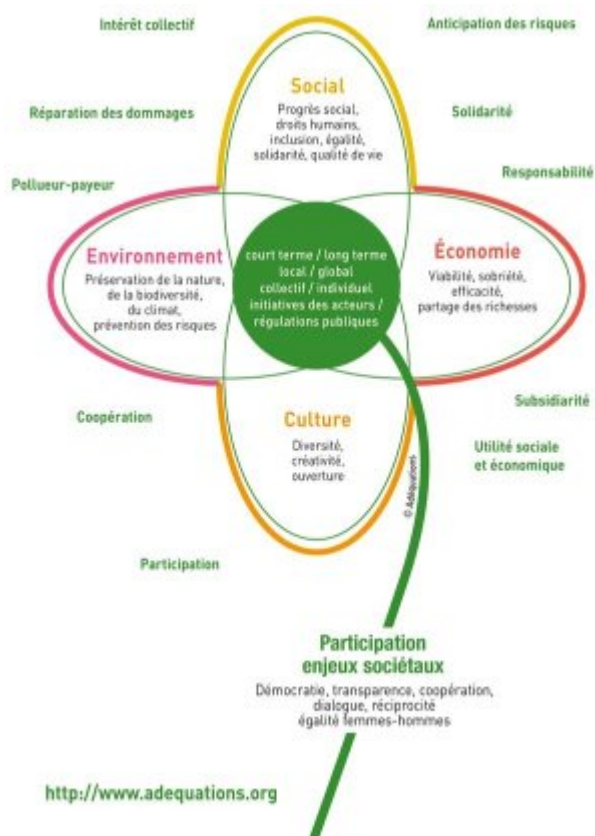 Intérêt collectif
Anticipation des risques
Social
Progrès social,
droits humains,
inclusion, égalité,
solidarité, qualité de vie
Réparation des dommages
Solidarité
Pollueur-payeur
Responsabilité
Environnement
Préservation de la nature,
de la biodiversité,
du climat,
prévention des risques
court terme / long terme
local / global
collectif / individuel
initiatives des acteurs /
régulations publiques
Économie
Viabilité, sobriété,
efficacité,
partage des richesses
Coopération
Subsidiarité
Culture
Diversité,
créativité,
ouverture
Utilité sociale
et économique
© Adéquations
Participation
Participation
enjeux sociétaux
Démocratie, transparence, coopération,
dialogue, réciprocité
égalité femmes-hommes
http://www.adequations.org